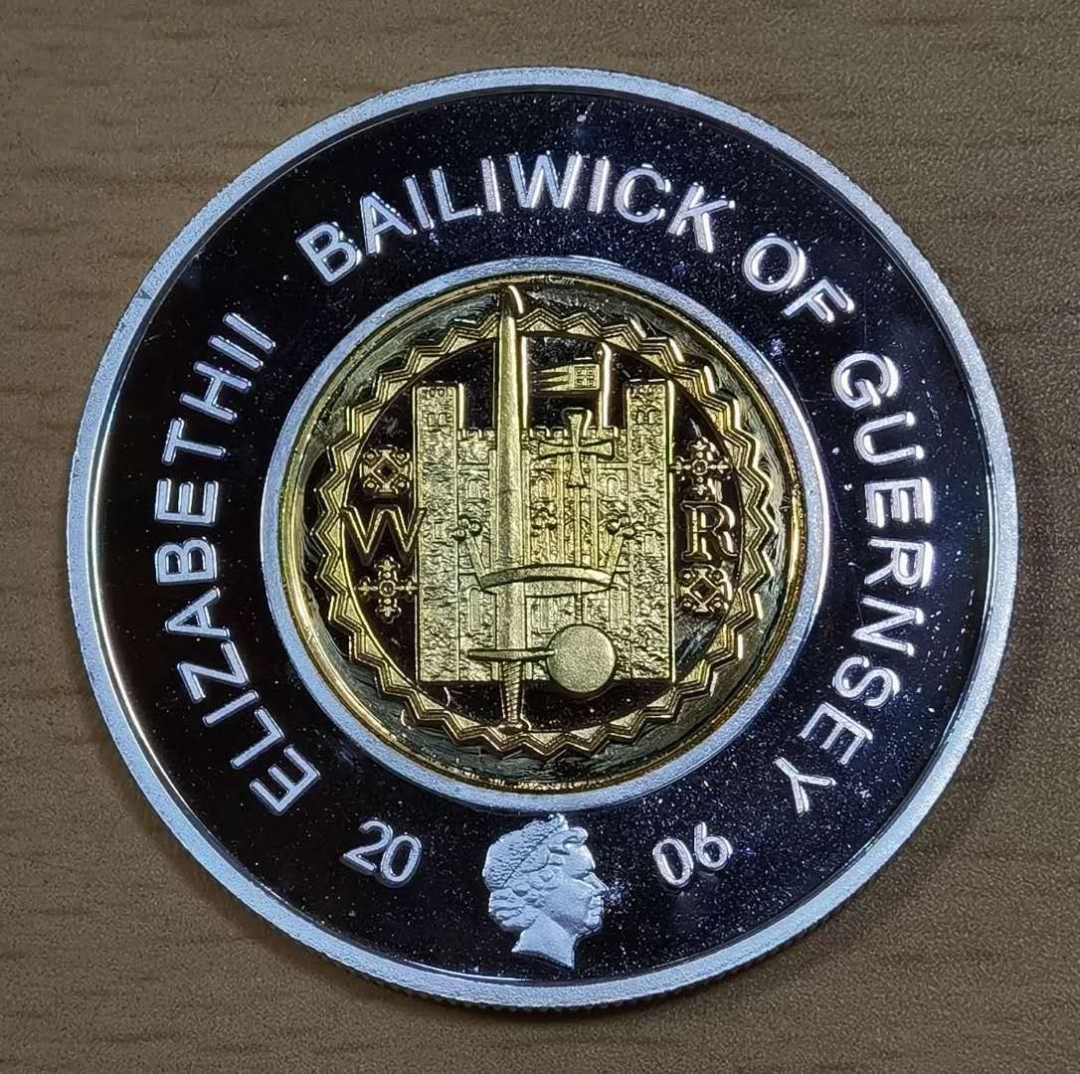 ELIZABETH II BAILIWICK OF GUERNSEY
W R
20 06